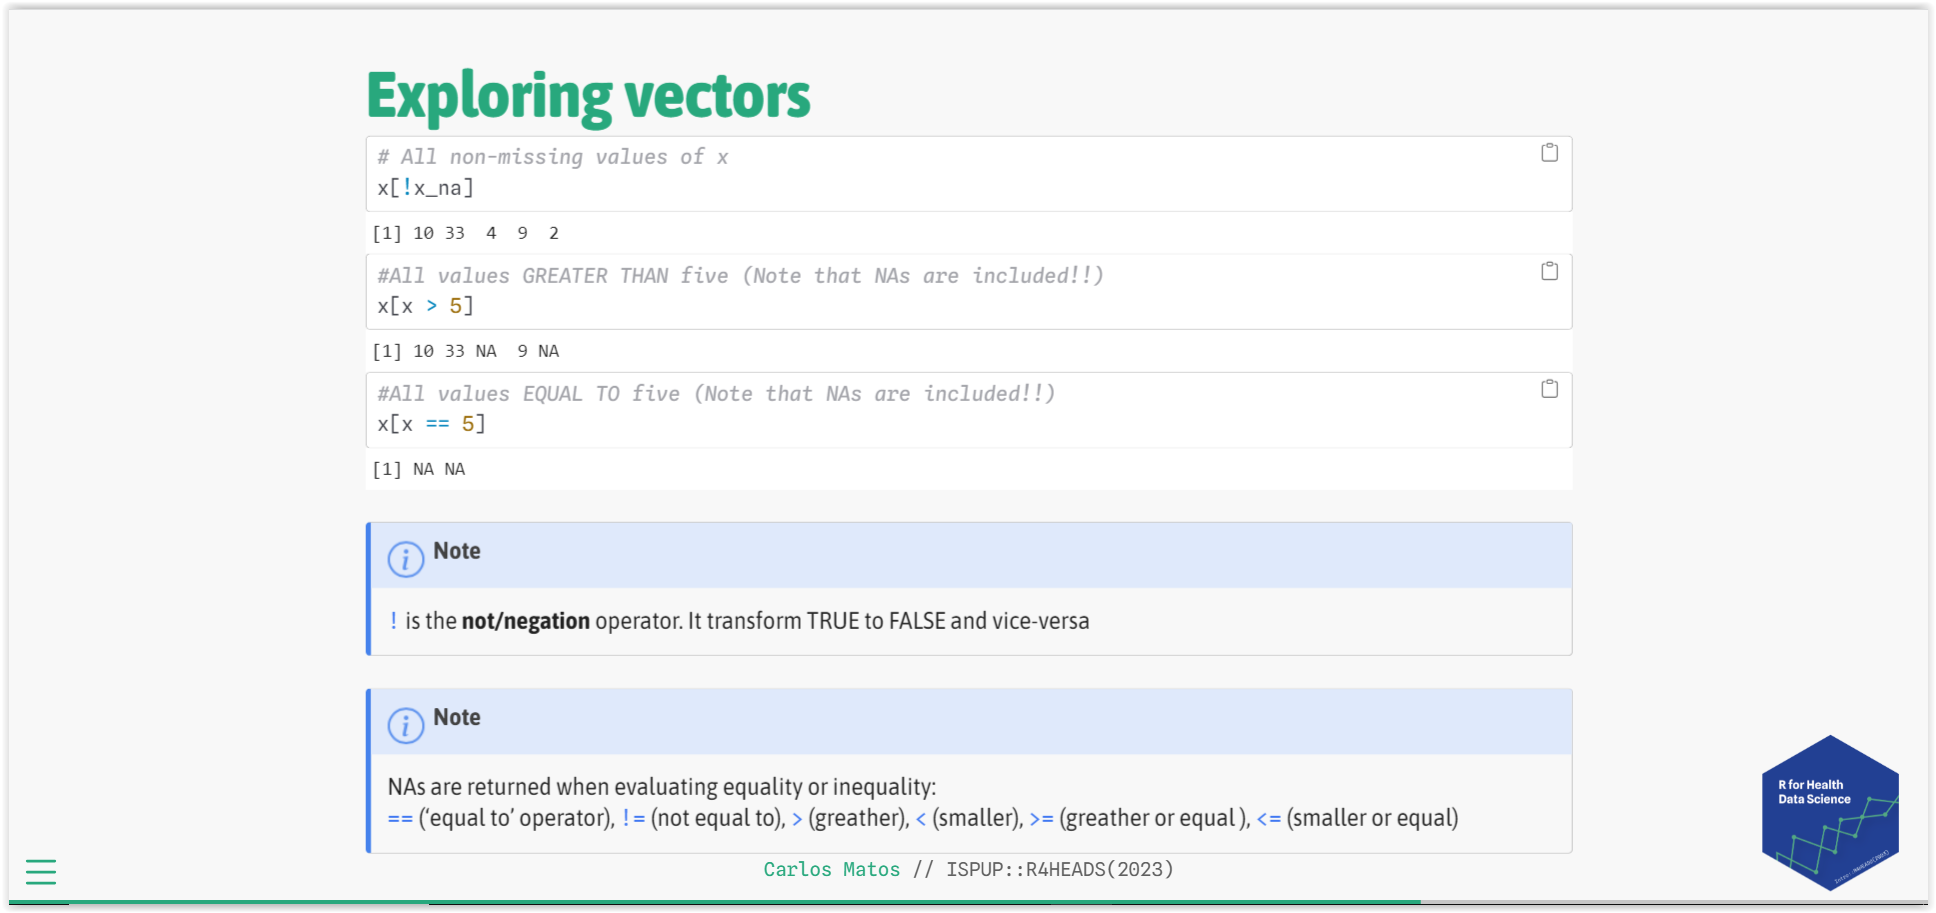 Exploring vectors
# All non-missing values of x
x[!x_na]
[1] 10 33  4  9  2
#All values GREATER THAN five (Note that NAs are included!!)
x[x > 5]
[1] 10 33 NA  9 NA
#All values EQUAL TO five (Note that NAs are included!!)
x[x == 5]
[1] NA NA
Note
! is the not/negation operator. It transform TRUE to FALSE and vice-versa
Note
NAs are returned when evaluating equality or inequality:
== (‘equal to’ operator), != (not equal to), > (greather), < (smaller), >= (greather or equal ), <= (smaller or equal)
R for Health
Data Science
Carlos Matos // ISPUP::R4HEADS(2023)